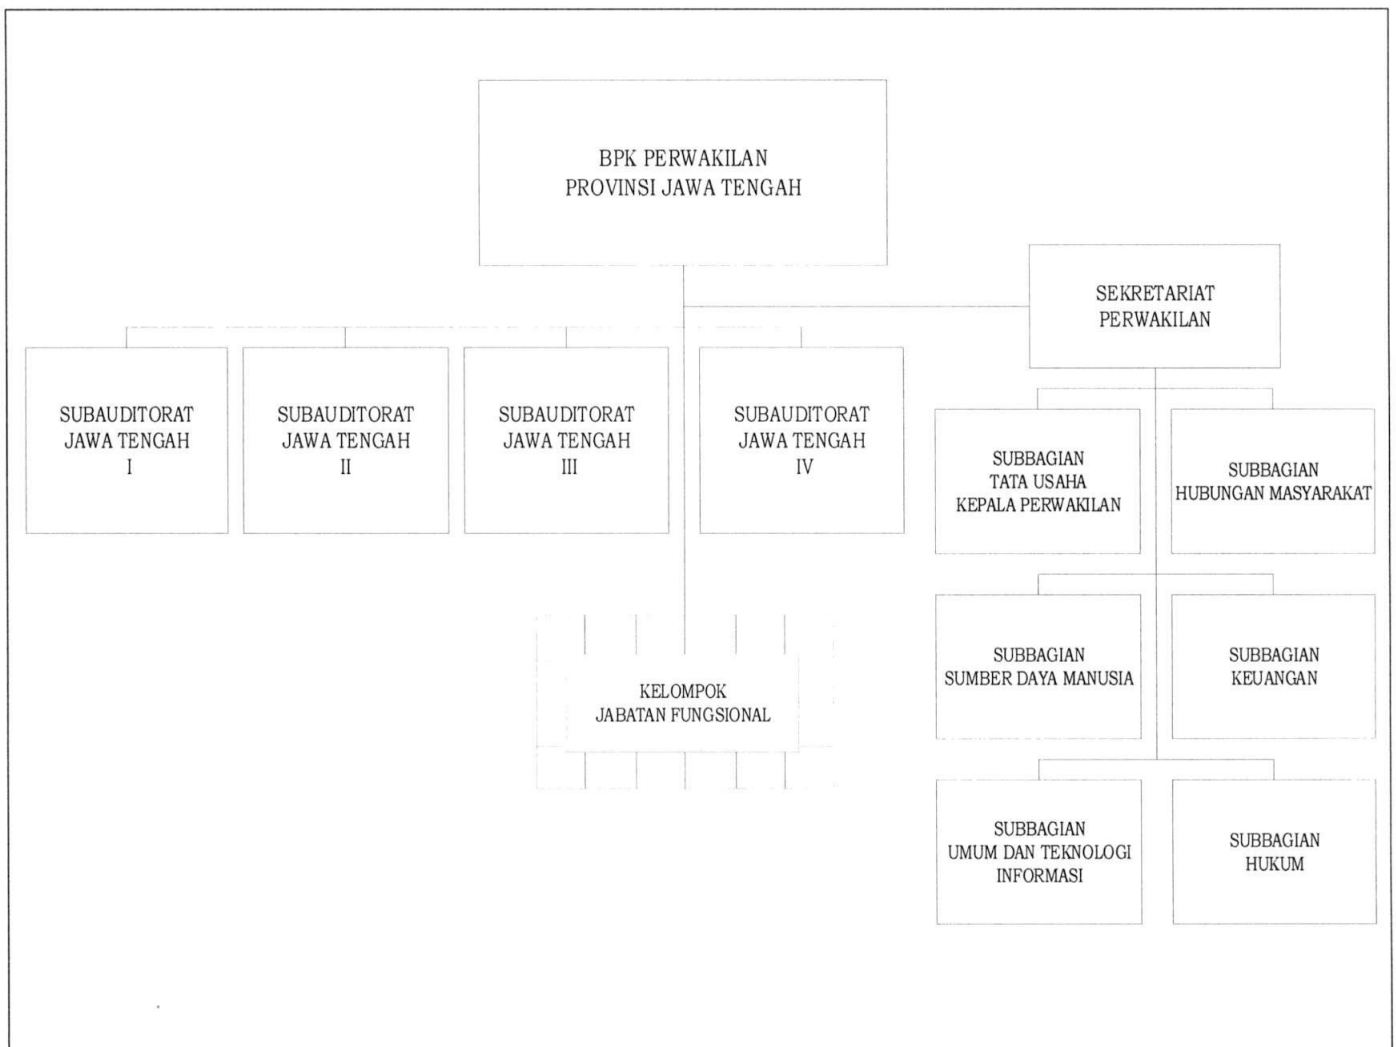 BPK PERWAKILAN
PROVINSI JAWA TENGAH
SEKRETARIAT
PERWAKILAN
SUBAUDITORAT
JAWA TENGAH
I
SUBAUDITORAT
JAWA TENGAH
II
SUBAUDITORAT
JAWA TENGAH
III
SUBAUDITORAT
JAWA TENGAH
IV
SUBBAGIAN
TATA USAHA
KEPALA PERWAKILAN
SUBBAGIAN
HUBUNGAN MASYARAKAT
SUBBAGIAN
SUMBER DAYA MANUSIA
SUBBAGIAN
KEUANGAN
KELOMPOK
JABATAN FUNGSIONAL
SUBBAGIAN
UMUM DAN TEKNOLOGI
INFORMASI
SUBBAGIAN
HUKUM